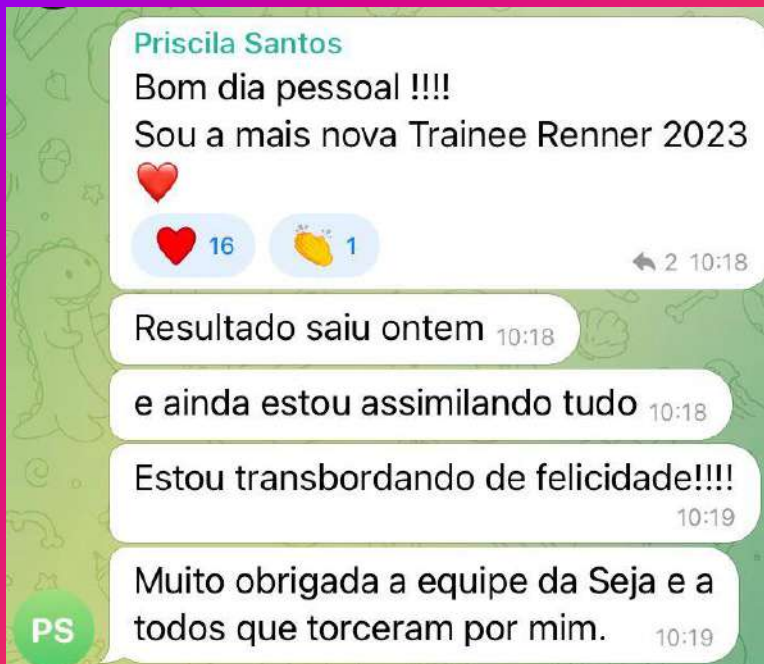 Priscila Santos
Bom dia pessoal !!!!
Sou a mais nova Trainee Renner 2023
❤️
❤️ 16 👏 1
2 10:18
Resultado saiu ontem 10:18
e ainda estou assimilando tudo 10:18
Estou transbordando de felicidade!!!!
10:19
Muito obrigada a equipe da Seja e a
todos que torceram por mim. 10:19
PS